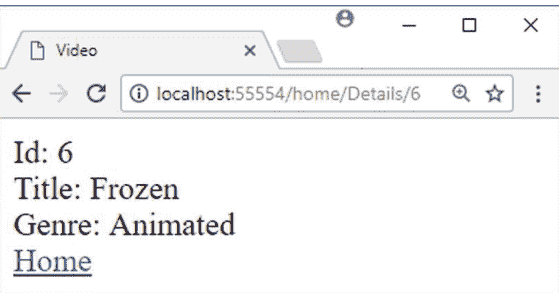 Video
localhost:55554/home/Details/6
Id: 6
Title: Frozen
Genre: Animated
Home